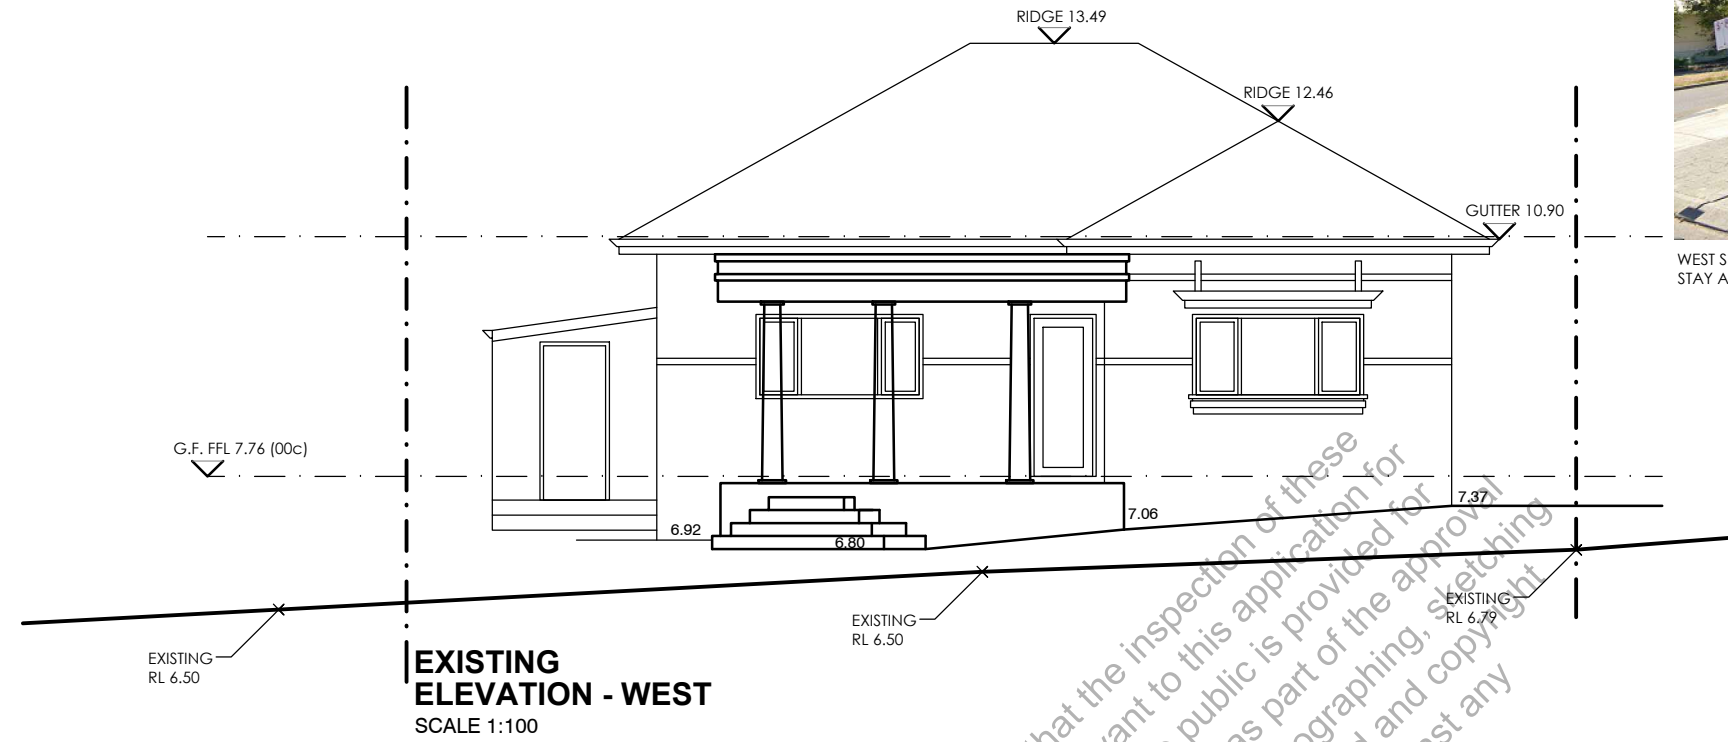 RIDGE 13.49
RIDGE 12.46
GUTTER 10.90
WEST S
STAY A
G.F. FFL 7.76 (00c)
6.92
6.80
7.06
7.37
EXISTING
RL 6.50
EXISTING
RL 6.50
EXISTING
RL 6.79
EXISTING
ELEVATION - WEST
SCALE 1:100
that the inspection of these
vant to this application for
public is provided for
as part of the approval
ographing, sketching
and copyright
st any